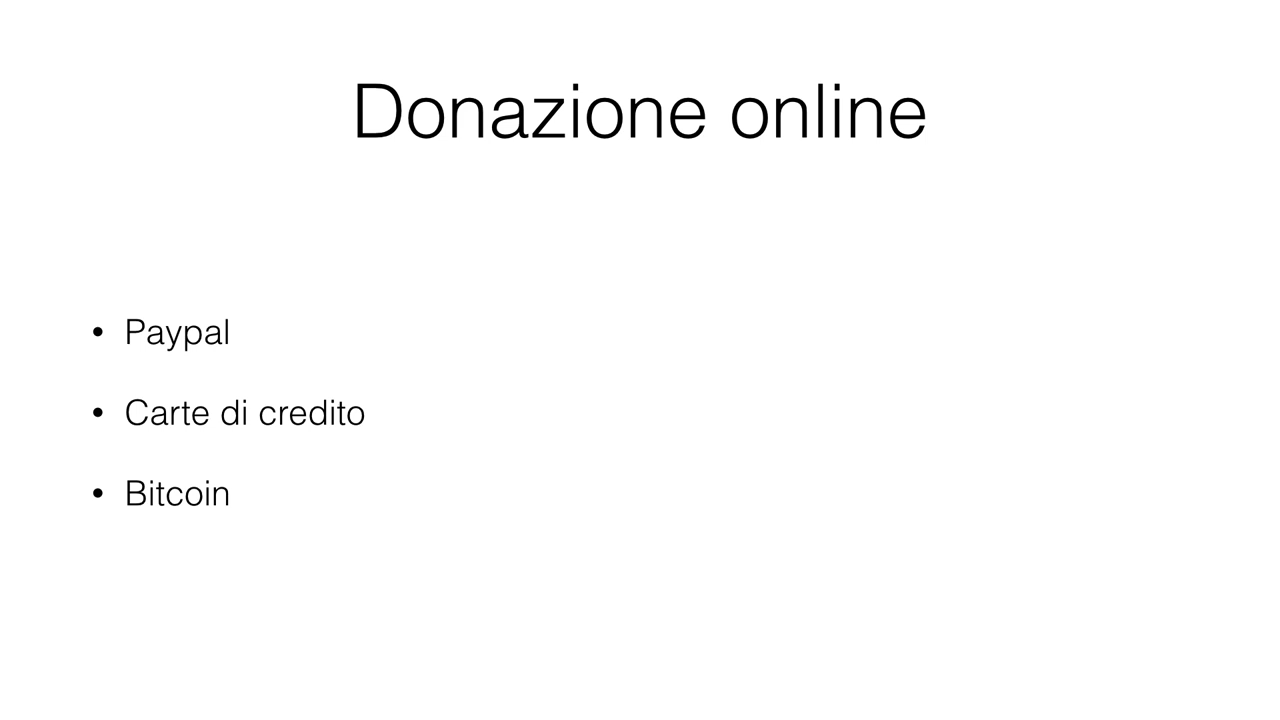 Donazione online
• Paypal
• Carte di credito
• Bitcoin